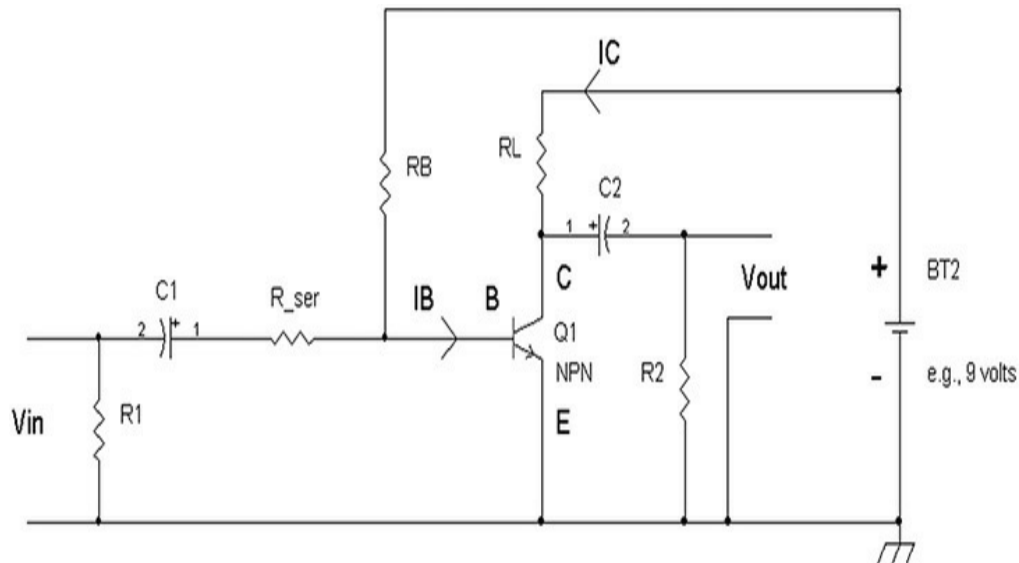 IC
RL
RB
C2
1 + 2
C
Vout
+
BT2
C1
R_ser
IB
B
2 + 1
Q1
NPN
R2
-
e.g., 9 volts
Vin
R1
E